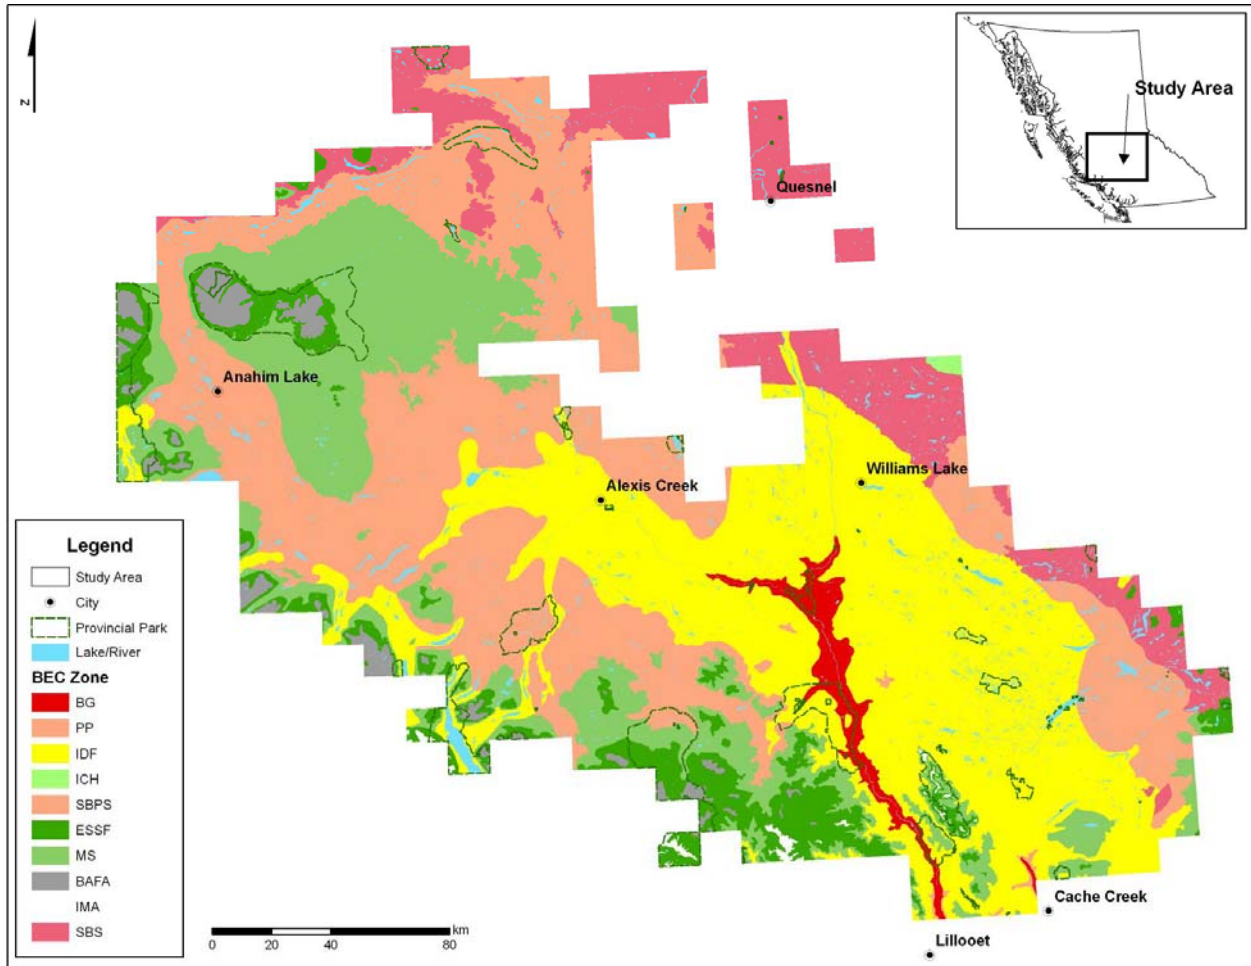 N
Study Area
Quesnel
Anahim Lake
Williams Lake
Alexis Creek
Cache Creek
Lillooet
Legend
Study Area
City
Provincial Park
Lake/River
BEC Zone
BG
PP
IDF
ICH
SBPS
ESSF
MS
BAFA
IMA
SBS
km
0 20 40 80